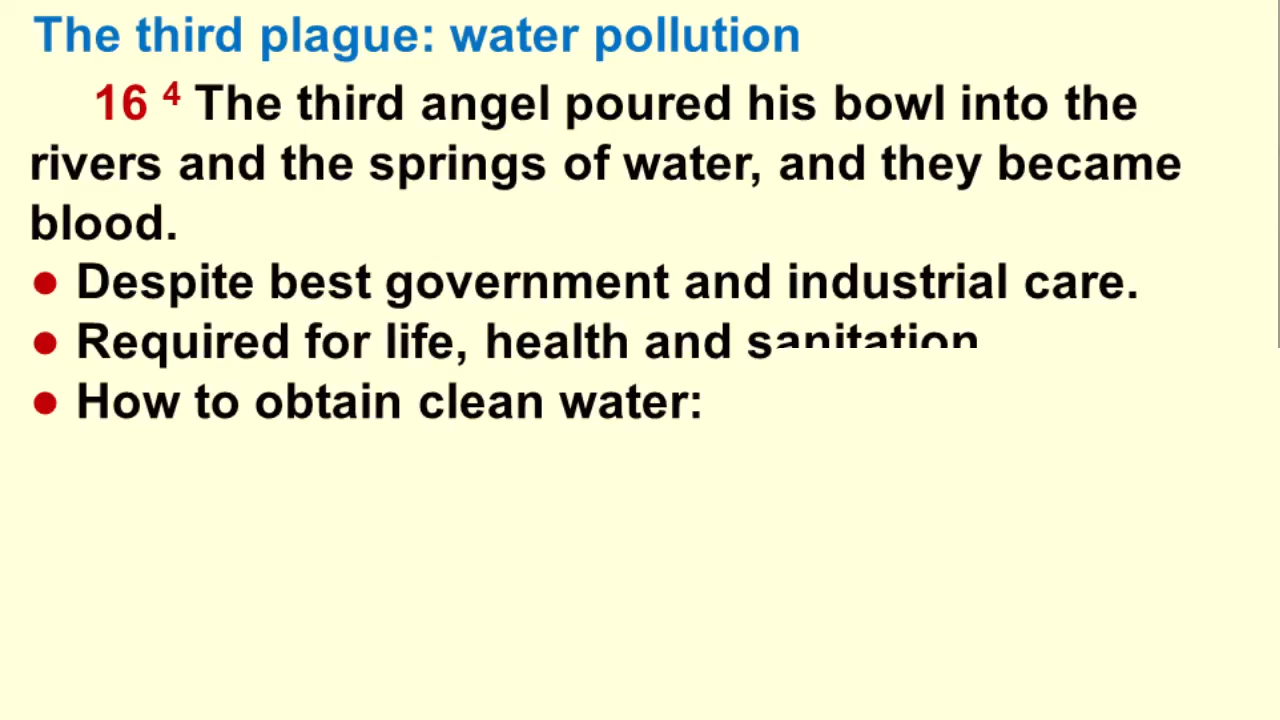 The third plague: water pollution
16 4 The third angel poured his bowl into the
rivers and the springs of water, and they became
blood.
● Despite best government and industrial care.
● Required for life, health and sanitation
● How to obtain clean water: